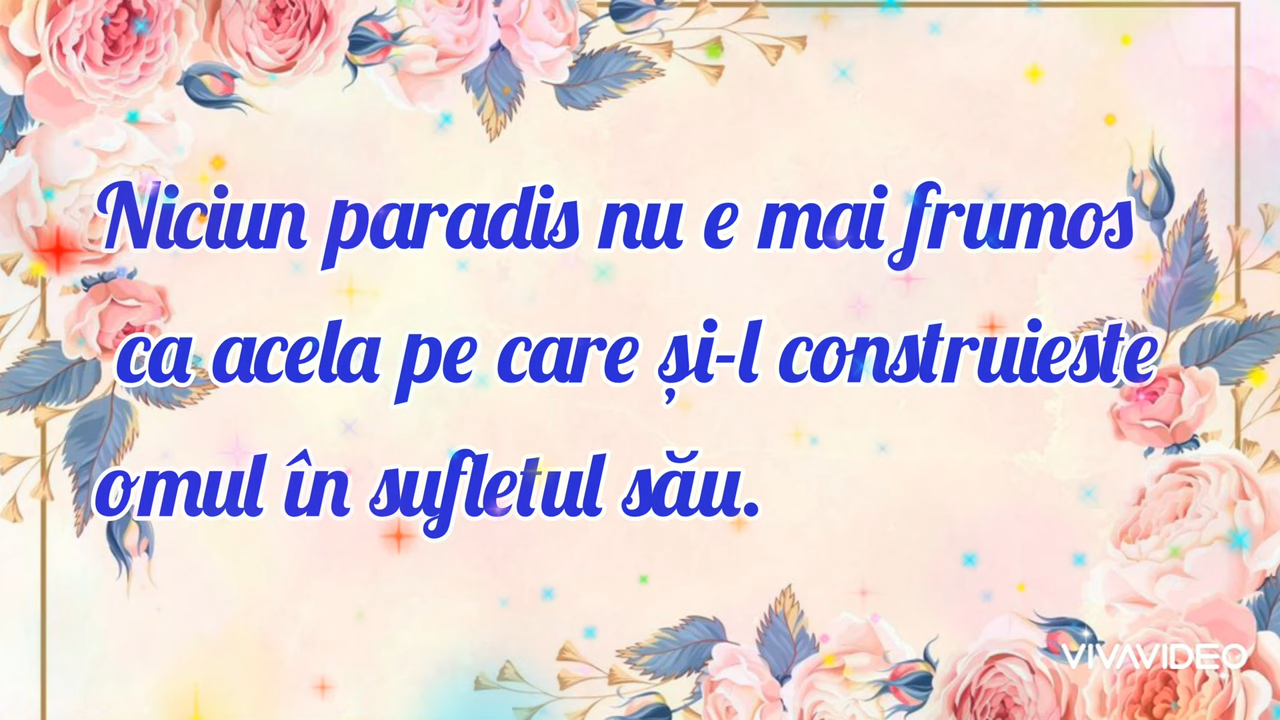 Niciun paradis nu e mai frumos
ca acela pe care și-l construieste
omul în sufletul său.
VIVAVIDEO